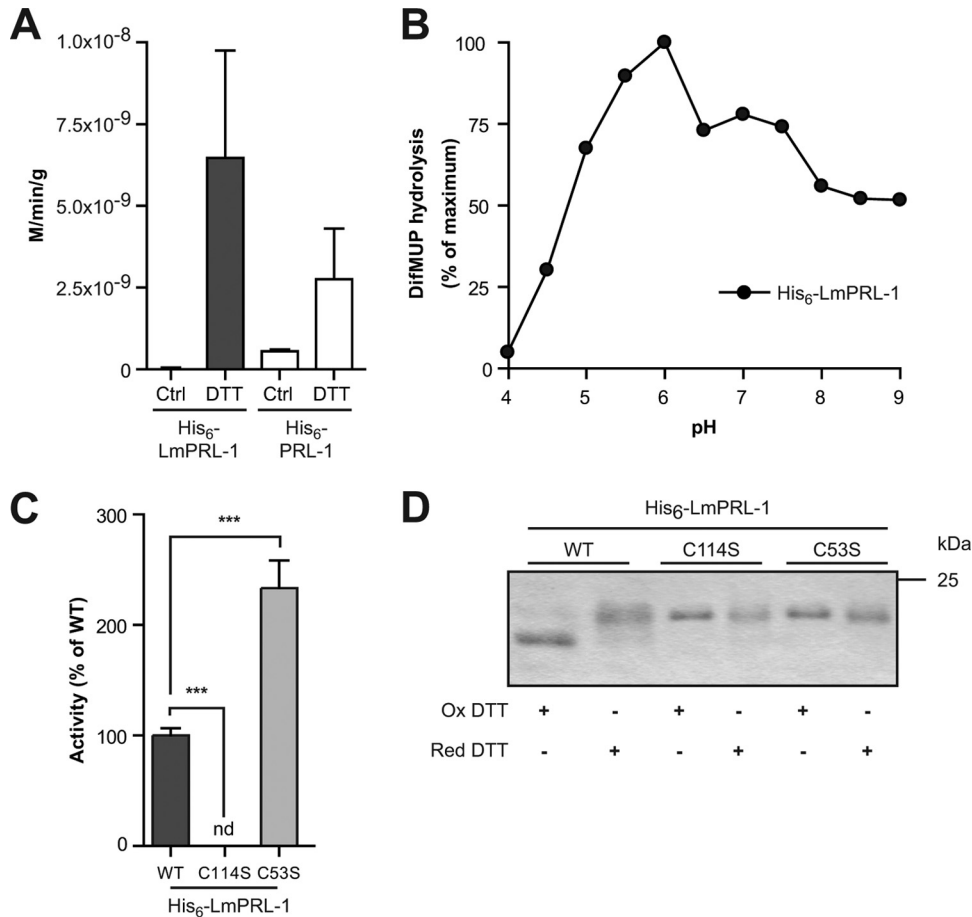 A
M/min/g
1.0x10⁻⁸
7.5x10⁻⁹
5.0x10⁻⁹
2.5x10⁻⁹
0
Ctrl DTT Ctrl DTT
His₆-LmPRL-1
His₆-PRL-1
B
DifMUP hydrolysis
(% of maximum)
100
75
50
25
0
His₆-LmPRL-1
4 5 6 7 8 9
pH
C
Activity (% of WT)
300
200
100
0
***
***
nd
WT C114S C53S
His₆-LmPRL-1
D
His₆-LmPRL-1
WT C114S C53S
kDa
25
Ox DTT + - + - + -
Red DTT - + - + - +